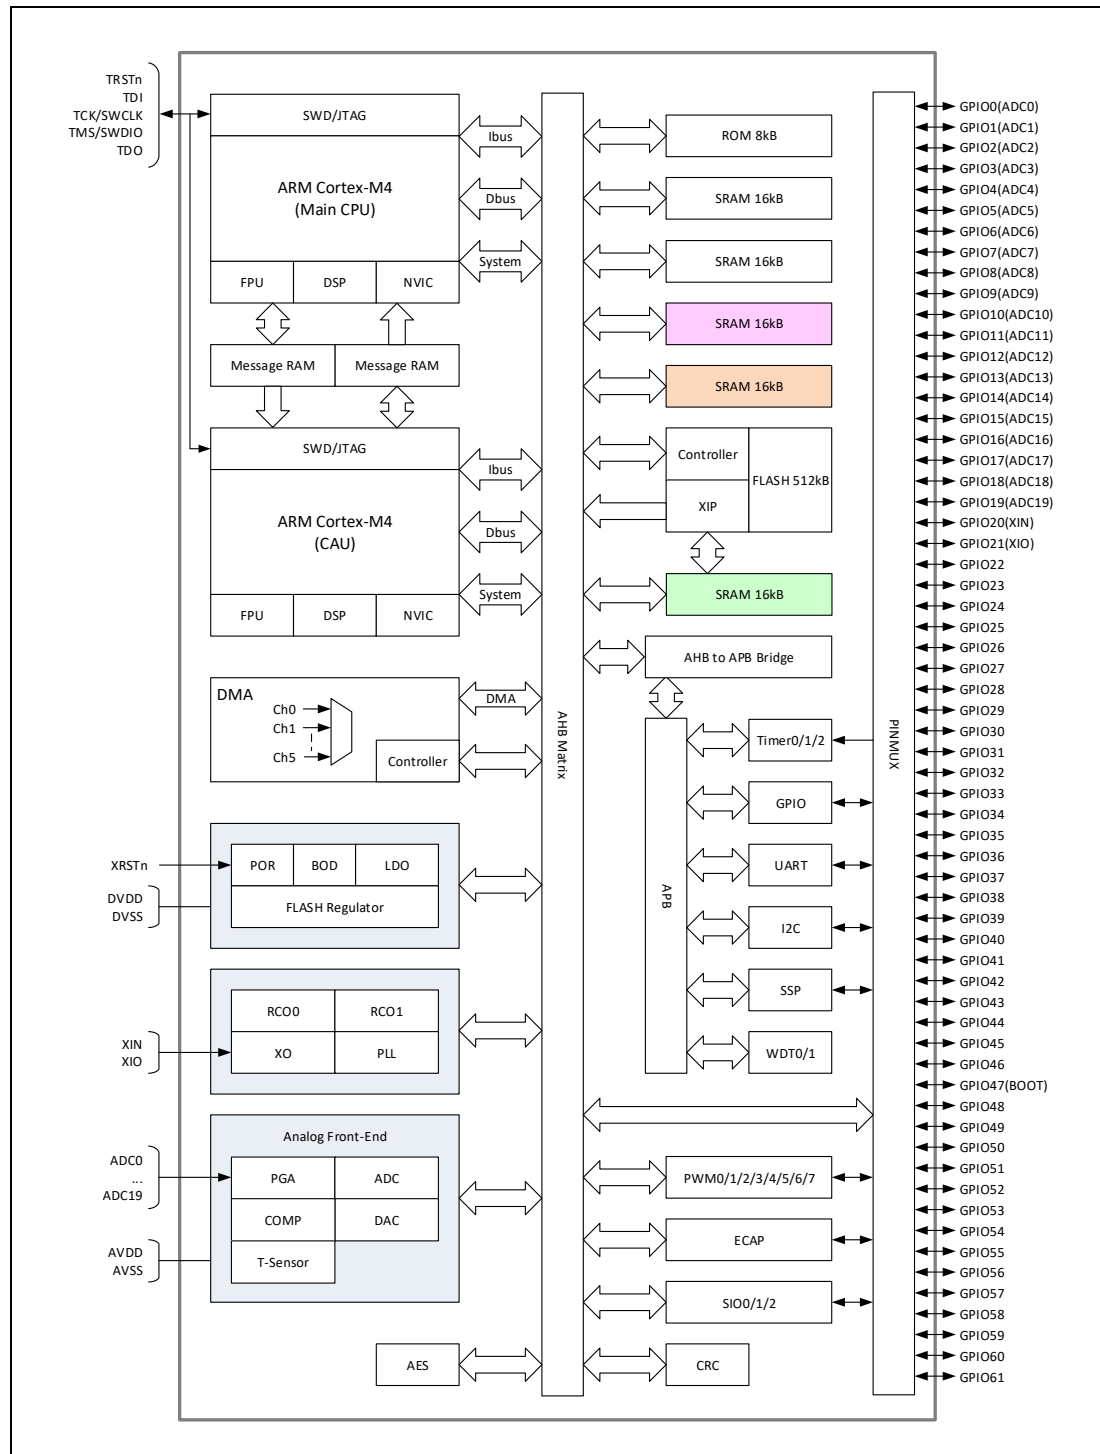 TRSTn
TDI
TCK/SWCLK
TMS/SWDIO
TDO
SWD/JTAG
ARM Cortex-M4
(Main CPU)
FPU
DSP
NVIC
Ibus
Dbus
System
Message RAM
Message RAM
SWD/JTAG
ARM Cortex-M4
(CAU)
FPU
DSP
NVIC
Ibus
Dbus
System
DMA
Ch0
Ch1
Ch5
Controller
DMA
XRSTn
DVDD
DVSS
POR
BOD
LDO
FLASH Regulator
XIN
XIO
RCO0
RCO1
XO
PLL
ADC0
...
ADC19
AVDD
AVSS
Analog Front-End
PGA
ADC
COMP
DAC
T-Sensor
AES
AHB Matrix
ROM 8kB
SRAM 16kB
SRAM 16kB
SRAM 16kB
SRAM 16kB
Controller
XIP
FLASH 512kB
SRAM 16kB
AHB to APB Bridge
APB
Timer0/1/2
GPIO
UART
I2C
SSP
WDT0/1
PWM0/1/2/3/4/5/6/7
ECAP
SIO0/1/2
CRC
PINMUX
GPIO0(ADC0)
GPIO1(ADC1)
GPIO2(ADC2)
GPIO3(ADC3)
GPIO4(ADC4)
GPIO5(ADC5)
GPIO6(ADC6)
GPIO7(ADC7)
GPIO8(ADC8)
GPIO9(ADC9)
GPIO10(ADC10)
GPIO11(ADC11)
GPIO12(ADC12)
GPIO13(ADC13)
GPIO14(ADC14)
GPIO15(ADC15)
GPIO16(ADC16)
GPIO17(ADC17)
GPIO18(ADC18)
GPIO19(ADC19)
GPIO20(XIN)
GPIO21(XIO)
GPIO22
GPIO23
GPIO24
GPIO25
GPIO26
GPIO27
GPIO28
GPIO29
GPIO30
GPIO31
GPIO32
GPIO33
GPIO34
GPIO35
GPIO36
GPIO37
GPIO38
GPIO39
GPIO40
GPIO41
GPIO42
GPIO43
GPIO44
GPIO45
GPIO46
GPIO47(BOOT)
GPIO48
GPIO49
GPIO50
GPIO51
GPIO52
GPIO53
GPIO54
GPIO55
GPIO56
GPIO57
GPIO58
GPIO59
GPIO60
GPIO61